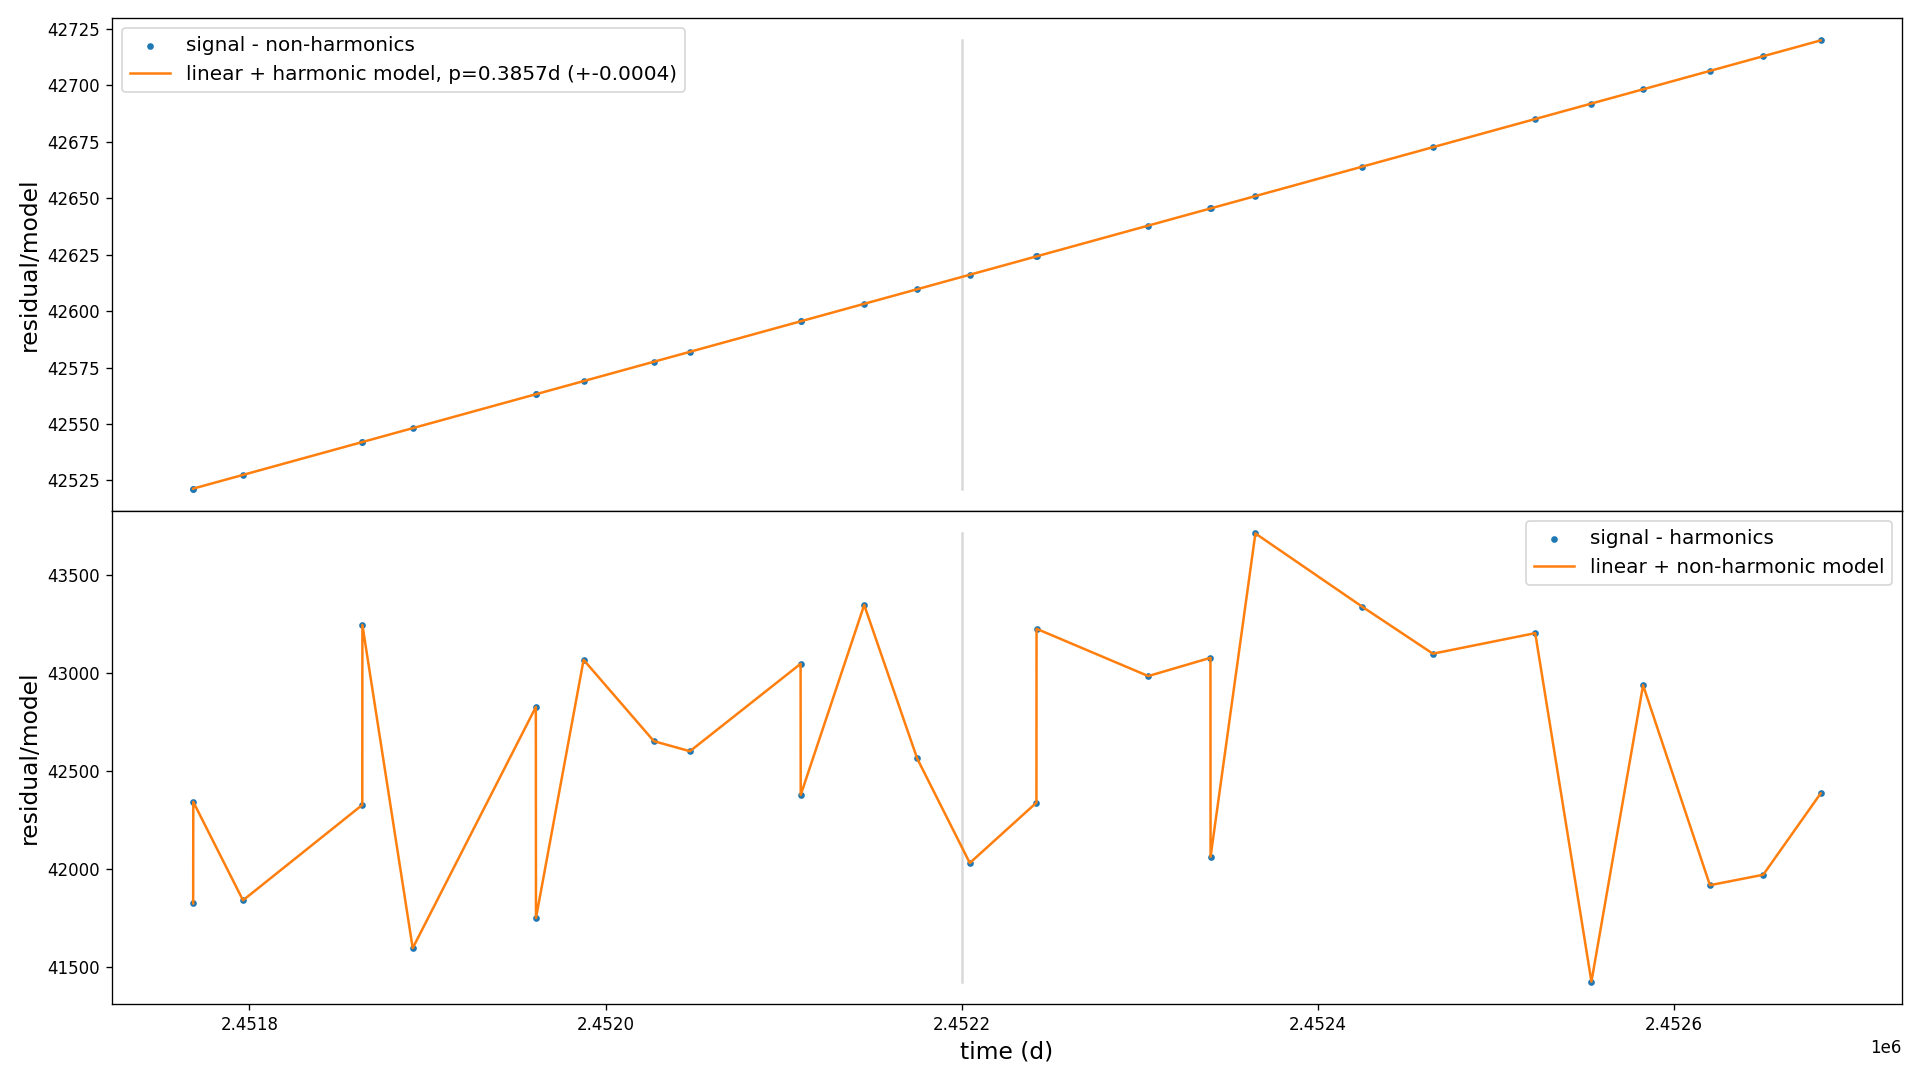 42725
42700
42675
42650
42625
42600
42575
42550
42525
residual/model
signal - non-harmonics
linear + harmonic model, p=0.3857d (+-0.0004)
43500
43000
42500
42000
41500
residual/model
signal - harmonics
linear + non-harmonic model
2.4518
2.4520
2.4522
2.4524
2.4526
1e6
time (d)